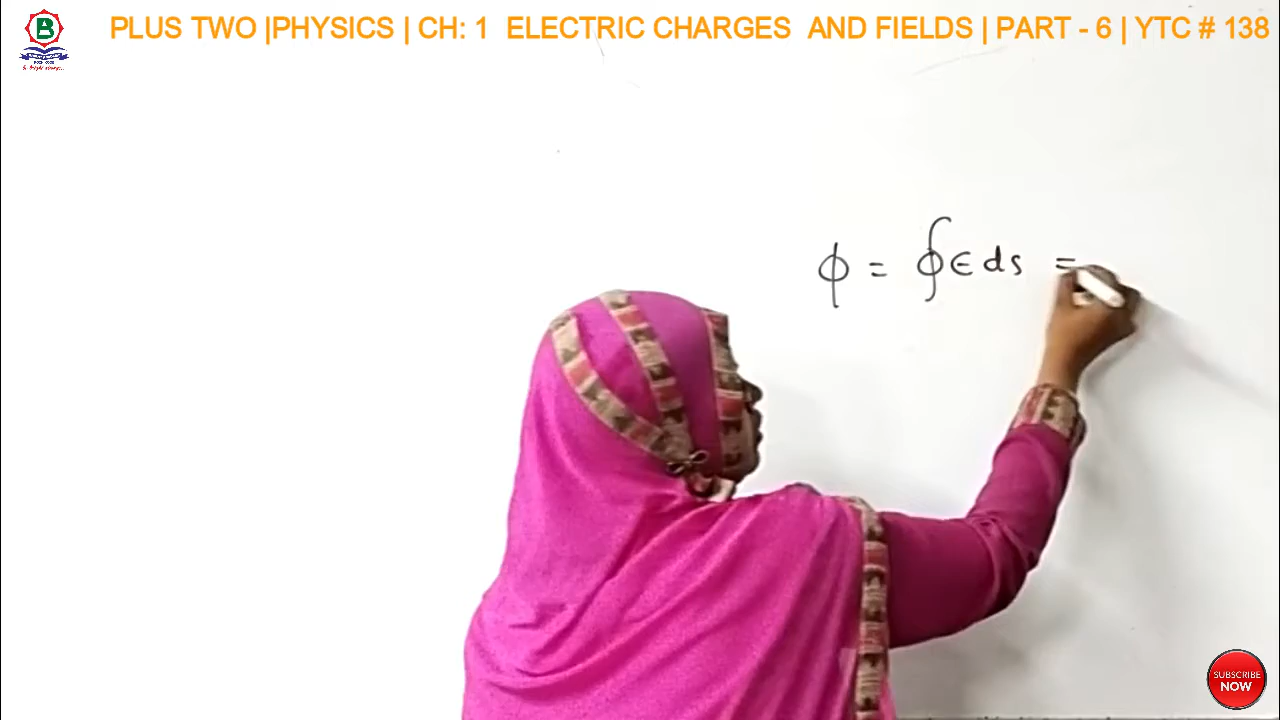 PLUS TWO |PHYSICS | CH: 1 ELECTRIC CHARGES AND FIELDS | PART - 6 | YTC # 138
B
ϕ = ∮ E ds =
SUBSCRIBE
NOW